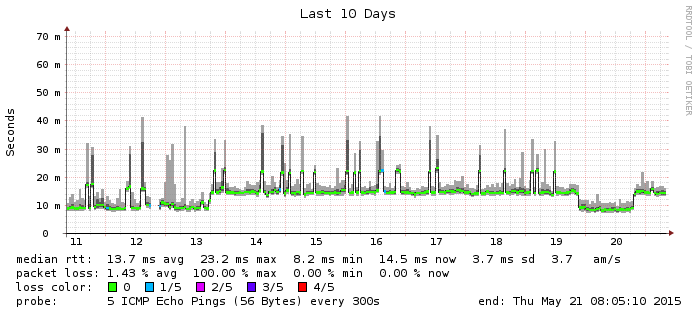 Last 10 Days
RRDTOOL / TOBI OETIKER
Seconds
70 m
60 m
50 m
40 m
30 m
20 m
10 m
0
11 12 13 14 15 16 17 18 19 20
median rtt: 13.7 ms avg 23.2 ms max 8.2 ms min 14.5 ms now 3.7 ms sd 3.7 am/s
packet loss: 1.43 % avg 100.00 % max 0.00 % min 0.00 % now
loss color: 0 1/5 2/5 3/5 4/5
probe: 5 ICMP Echo Pings (56 Bytes) every 300s end: Thu May 21 08:05:10 2015